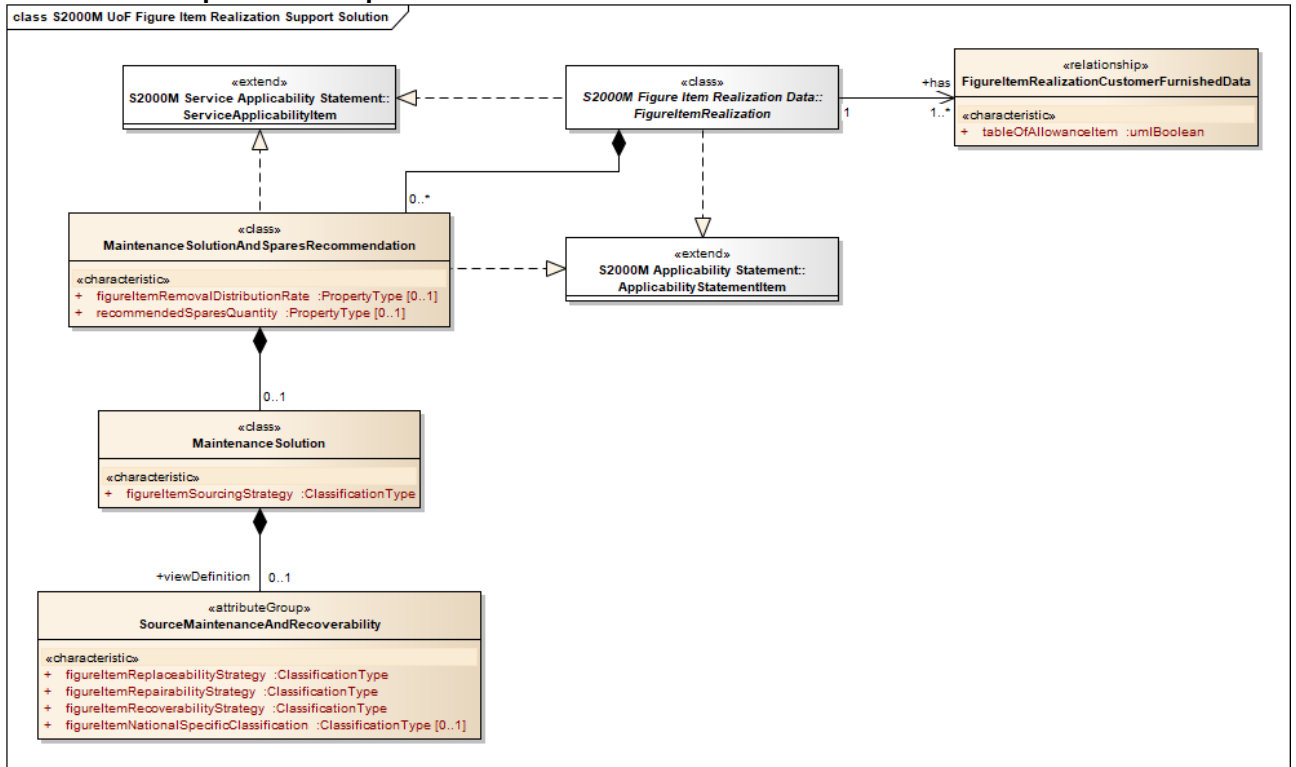 class S2000M UoF Figure Item Realization Support Solution
«extend»
S2000M Service Applicability Statement::
ServiceApplicabilityItem
«class»
S2000M Figure Item Realization Data::
FigureItemRealization
+has
1
1..*
«relationship»
FigureItemRealizationCustomerFurnishedData
«characteristic»
+ tableOfAllowanceItem :umlBoolean
0..*
«class»
MaintenanceSolutionAndSparesRecommendation
«characteristic»
+ figureItemRemovalDistributionRate :PropertyType [0..1]
+ recommendedSparesQuantity :PropertyType [0..1]
«extend»
S2000M Applicability Statement::
ApplicabilityStatementItem
0..1
«class»
MaintenanceSolution
«characteristic»
+ figureItemSourcingStrategy :ClassificationType
+viewDefinition
0..1
«attributeGroup»
SourceMaintenanceAndRecoverability
«characteristic»
+ figureItemReplaceabilityStrategy :ClassificationType
+ figureItemRepairabilityStrategy :ClassificationType
+ figureItemRecoverabilityStrategy :ClassificationType
+ figureItemNationalSpecificClassification :ClassificationType [0..1]